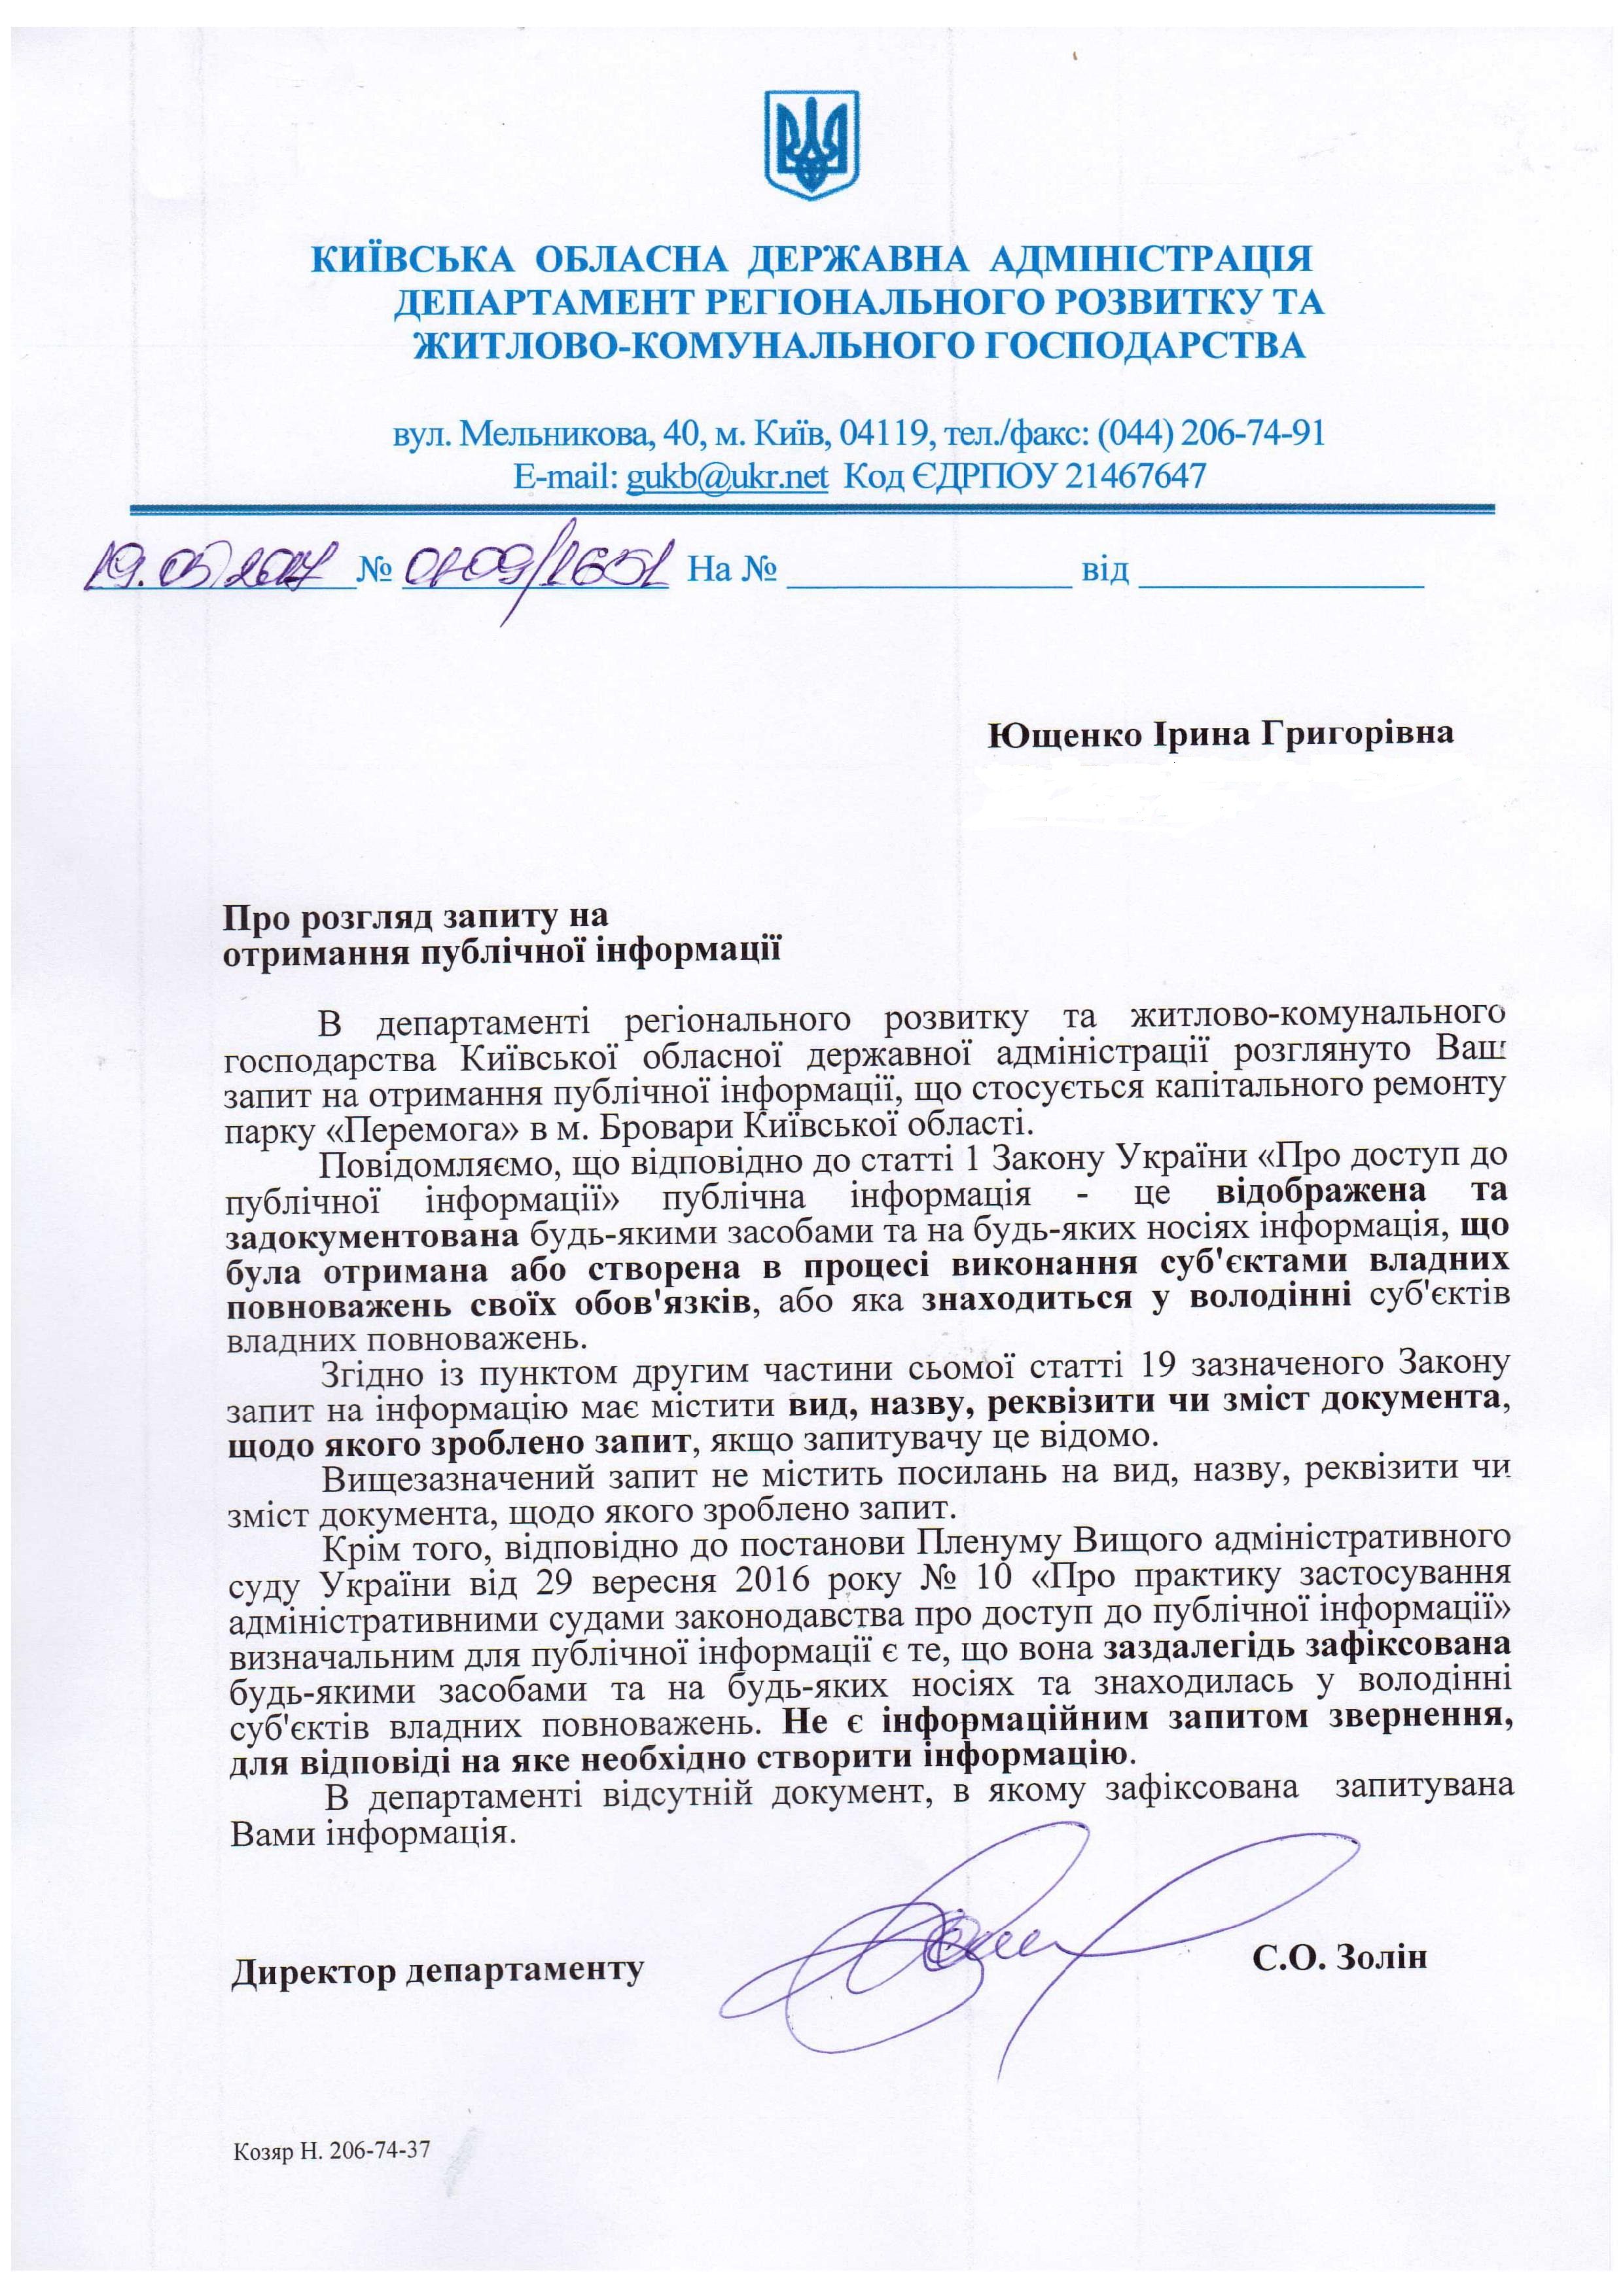 КИЇВСЬКА ОБЛАСНА ДЕРЖАВНА АДМІНІСТРАЦІЯ
ДЕПАРТАМЕНТ РЕГІОНАЛЬНОГО РОЗВИТКУ ТА
ЖИТЛОВО-КОМУНАЛЬНОГО ГОСПОДАРСТВА
вул. Мельникова, 40, м. Київ, 04119, тел./факс: (044) 206-74-91
E-mail: gukb@ukr.net Код ЄДРПОУ 21467647
19.05.2017 № 01-09/1651 На № ________________ від ________________
Ющенко Ірина Григорівна
Про розгляд запиту на
отримання публічної інформації
В департаменті регіонального розвитку та житлово-комунального
господарства Київської обласної державної адміністрації розглянуто Ваш
запит на отримання публічної інформації, що стосується капітального ремонту
парку «Перемога» в м. Бровари Київської області.
Повідомляємо, що відповідно до статті 1 Закону України «Про доступ до
публічної інформації» публічна інформація - це відображена та
задокументована будь-якими засобами та на будь-яких носіях інформація, що
була отримана або створена в процесі виконання суб'єктами владних
повноважень своїх обов'язків, або яка знаходиться у володінні суб'єктів
владних повноважень.
Згідно із пунктом другим частини сьомої статті 19 зазначеного Закону
запит на інформацію має містити вид, назву, реквізити чи зміст документа,
щодо якого зроблено запит, якщо запитувачу це відомо.
Вищезазначений запит не містить посилань на вид, назву, реквізити чи
зміст документа, щодо якого зроблено запит.
Крім того, відповідно до постанови Пленуму Вищого адміністративного
суду України від 29 вересня 2016 року № 10 «Про практику застосування
адміністративними судами законодавства про доступ до публічної інформації»
визначальним для публічної інформації є те, що вона заздалегідь зафіксована
будь-якими засобами та на будь-яких носіях та знаходилась у володінні
суб'єктів владних повноважень. Не є інформаційним запитом звернення,
для відповіді на яке необхідно створити інформацію.
В департаменті відсутній документ, в якому зафіксована запитувана
Вами інформація.
Директор департаменту С.О. Золін
Козяр Н. 206-74-37